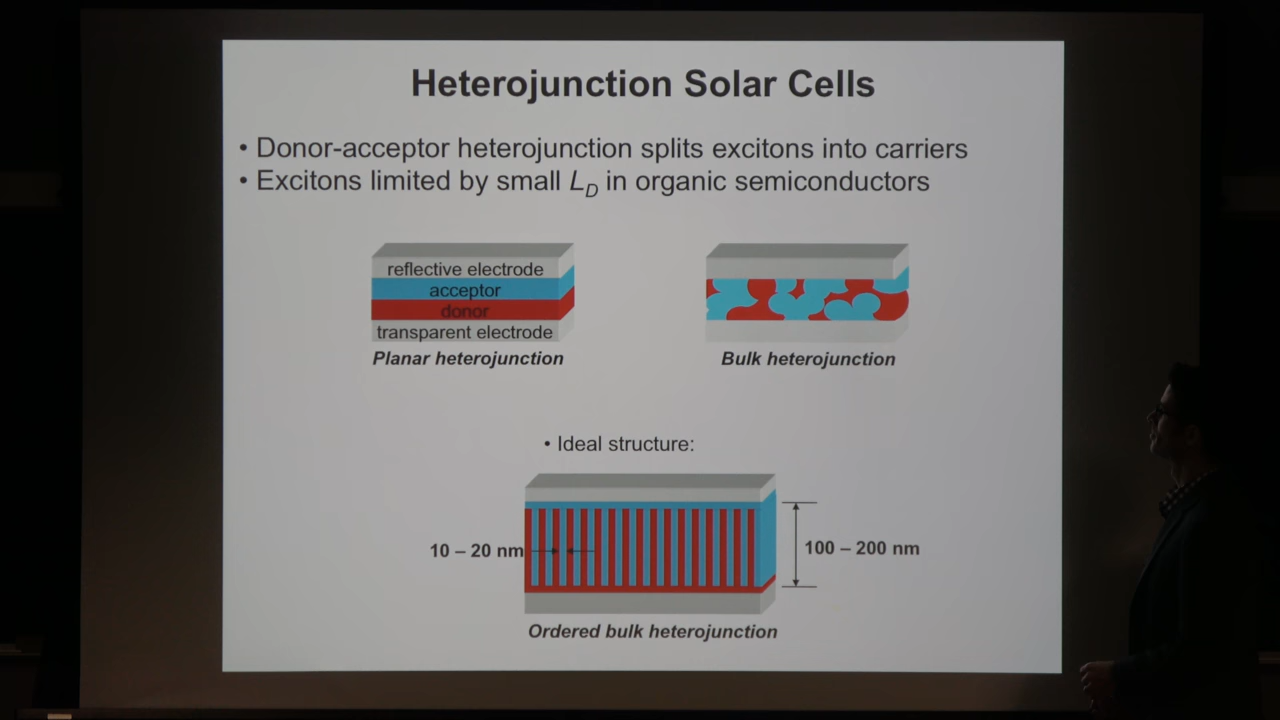 Heterojunction Solar Cells
• Donor-acceptor heterojunction splits excitons into carriers
• Excitons limited by small L_D in organic semiconductors
reflective electrode
acceptor
donor
transparent electrode
Planar heterojunction
Bulk heterojunction
• Ideal structure:
10 – 20 nm
100 – 200 nm
Ordered bulk heterojunction